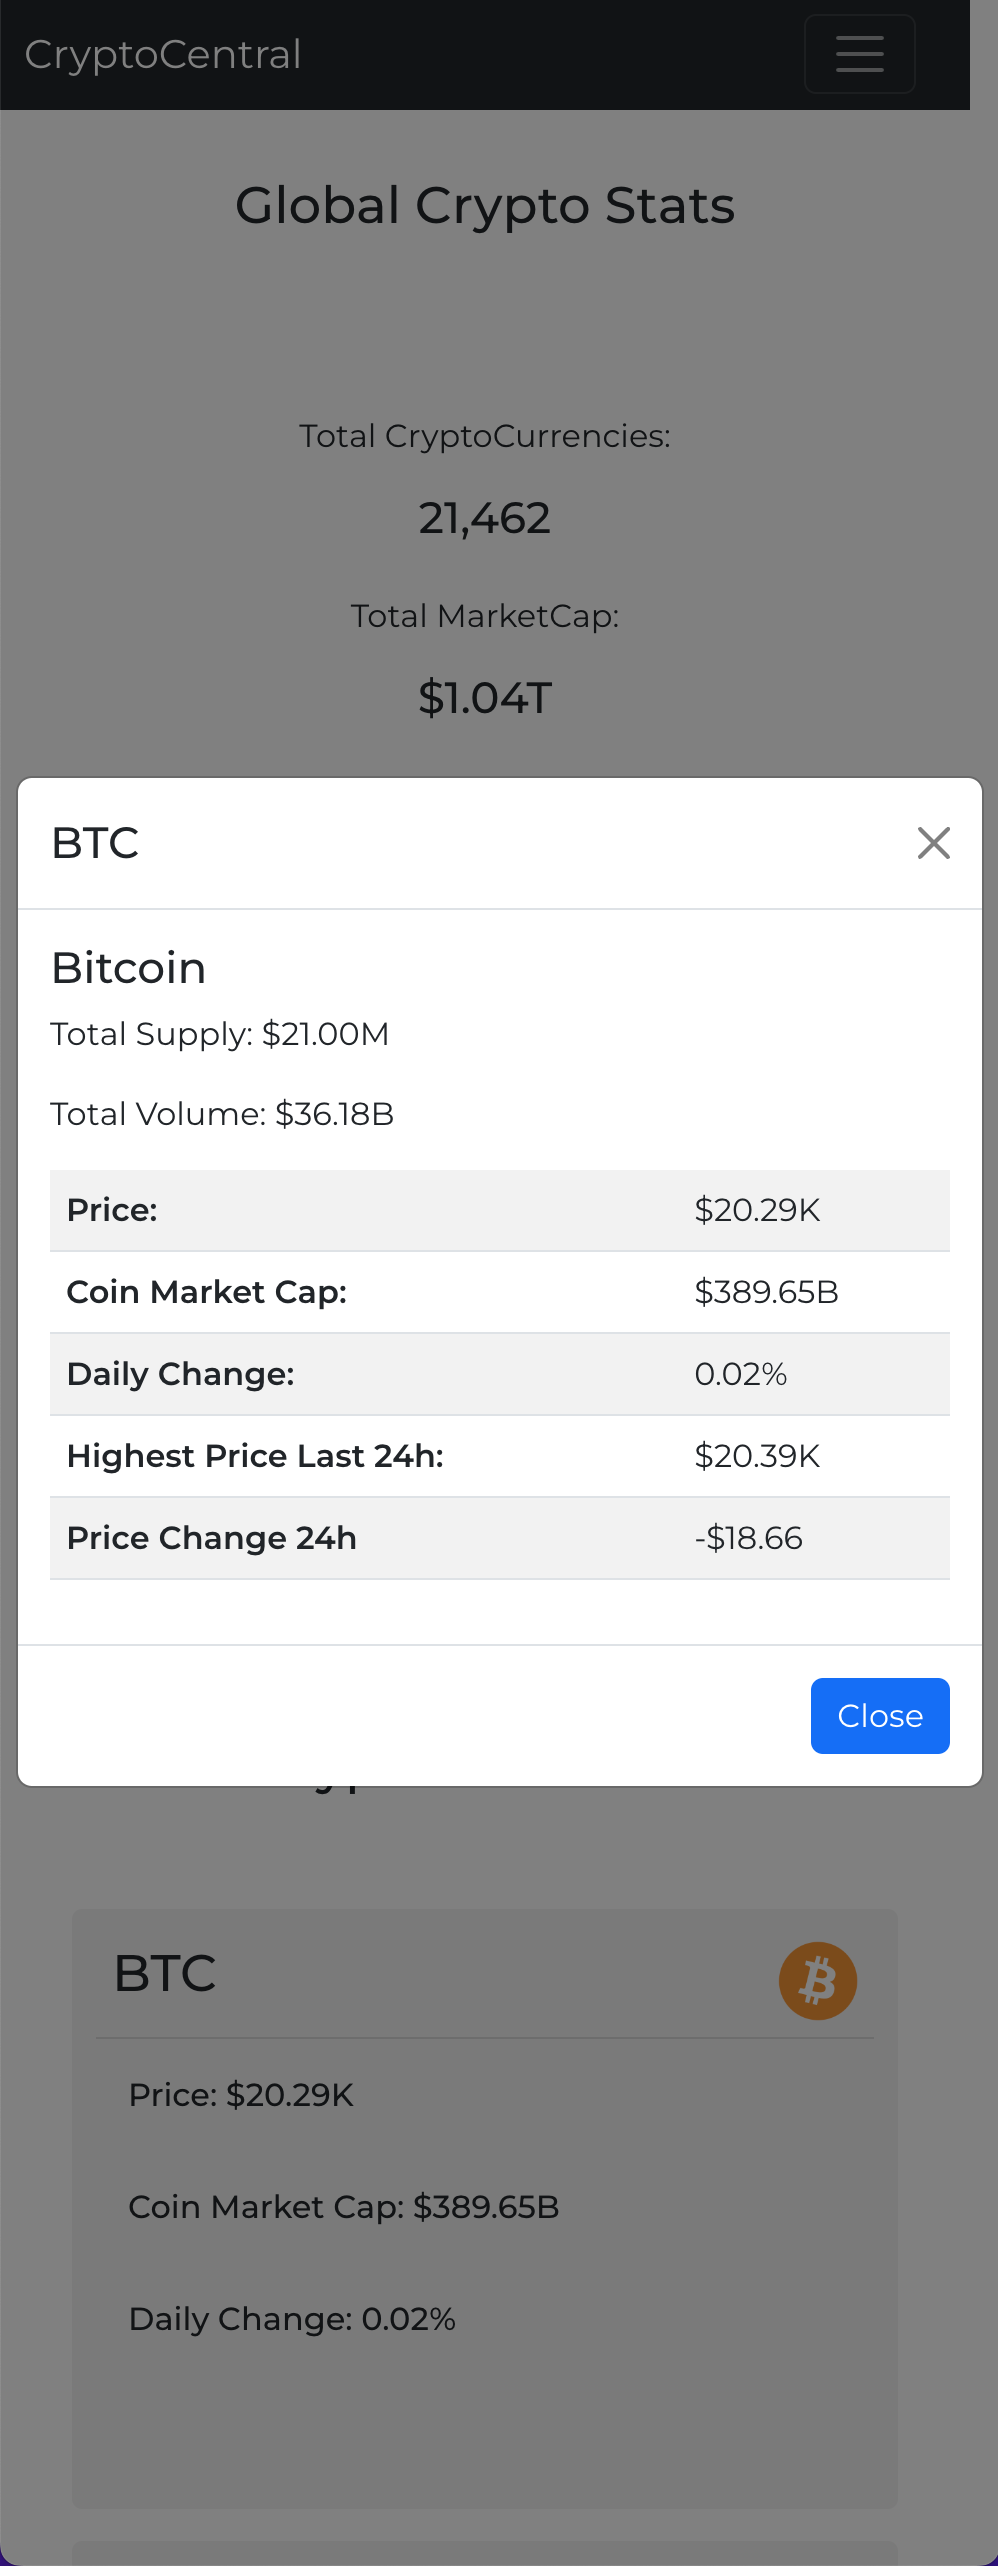 CryptoCentral
Global Crypto Stats
Total CryptoCurrencies:
21,462
Total MarketCap:
$1.04T
BTC
Bitcoin
Total Supply: $21.00M
Total Volume: $36.18B
Price: $20.29K
Coin Market Cap: $389.65B
Daily Change: 0.02%
Highest Price Last 24h: $20.39K
Price Change 24h -$18.66
Close
BTC
Price: $20.29K
Coin Market Cap: $389.65B
Daily Change: 0.02%